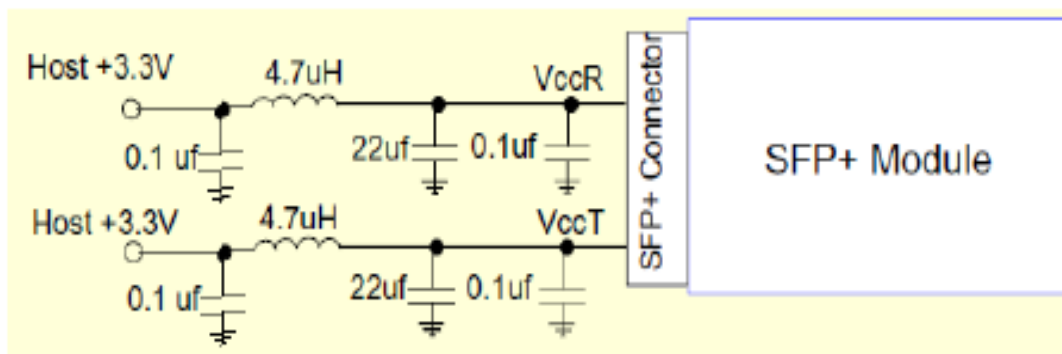 Host +3.3V
4.7uH
VccR
0.1 uf
22uf
0.1uf
Host +3.3V
4.7uH
VccT
0.1 uf
22uf
0.1uf
SFP+ Connector
SFP+ Module